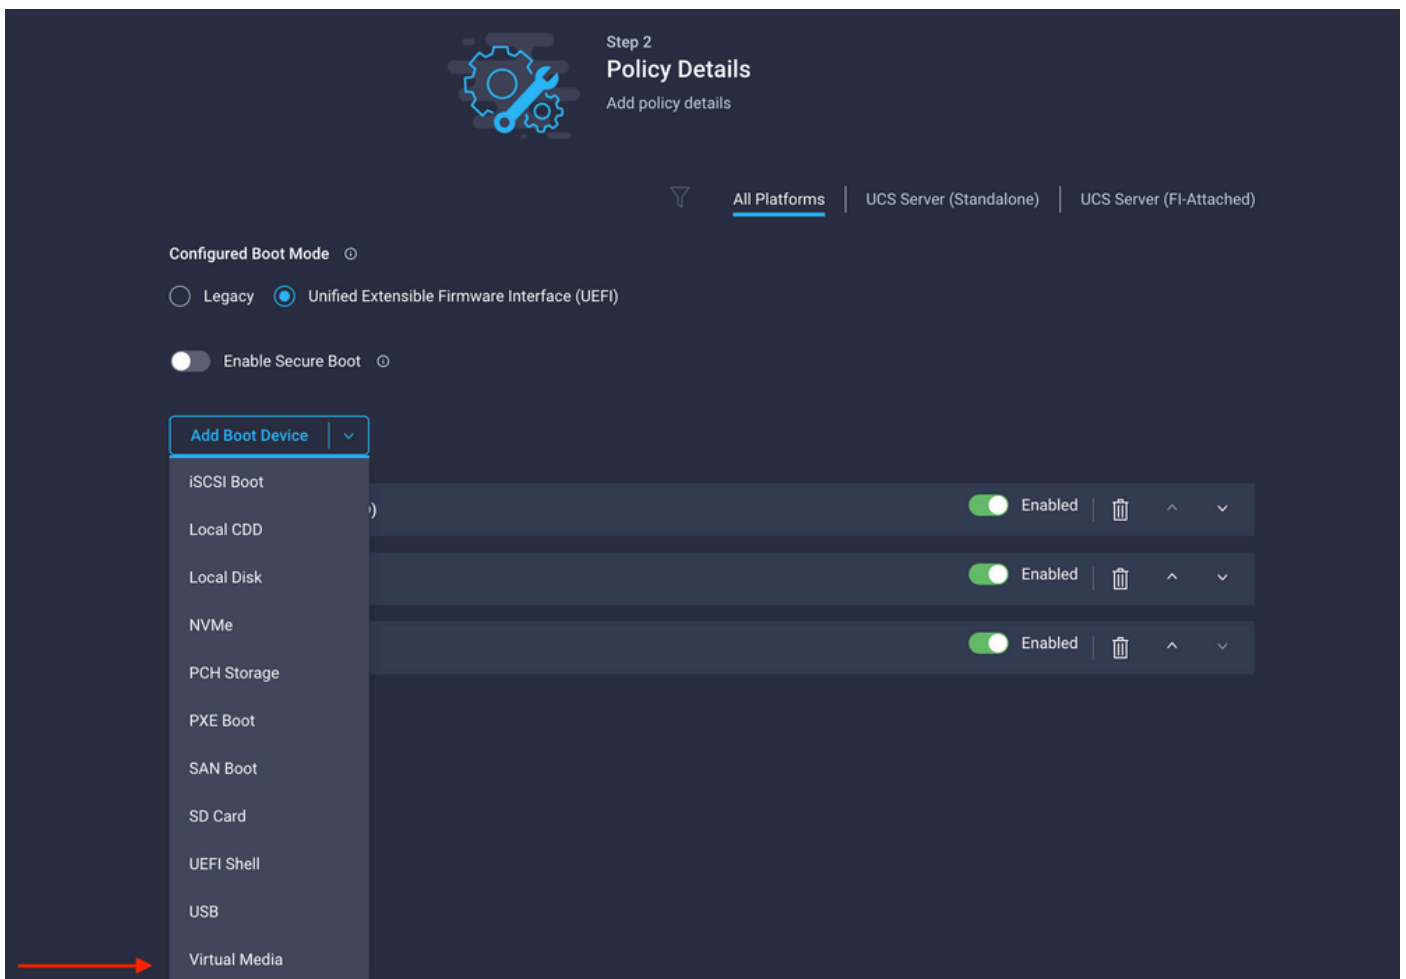 Step 2
Policy Details
Add policy details
All Platforms
UCS Server (Standalone)
UCS Server (FI-Attached)
Configured Boot Mode
Legacy
Unified Extensible Firmware Interface (UEFI)
Enable Secure Boot
Add Boot Device
iSCSI Boot
)
Enabled
Local CDD
Local Disk
Enabled
NVMe
Enabled
PCH Storage
PXE Boot
SAN Boot
SD Card
UEFI Shell
USB
Virtual Media